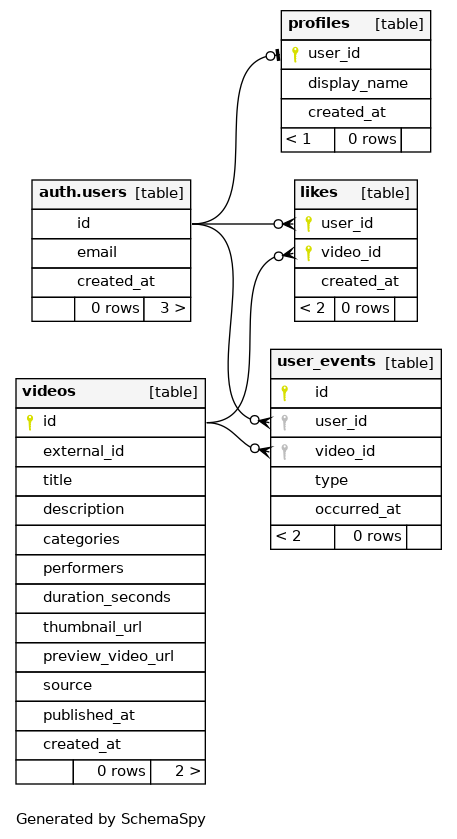 profiles [table]
user_id
display_name
created_at
< 1 0 rows
auth.users [table]
id
email
created_at
0 rows 3 >
likes [table]
user_id
video_id
created_at
< 2 0 rows
user_events [table]
id
user_id
video_id
type
occurred_at
< 2 0 rows
videos [table]
id
external_id
title
description
categories
performers
duration_seconds
thumbnail_url
preview_video_url
source
published_at
created_at
0 rows 2 >
Generated by SchemaSpy